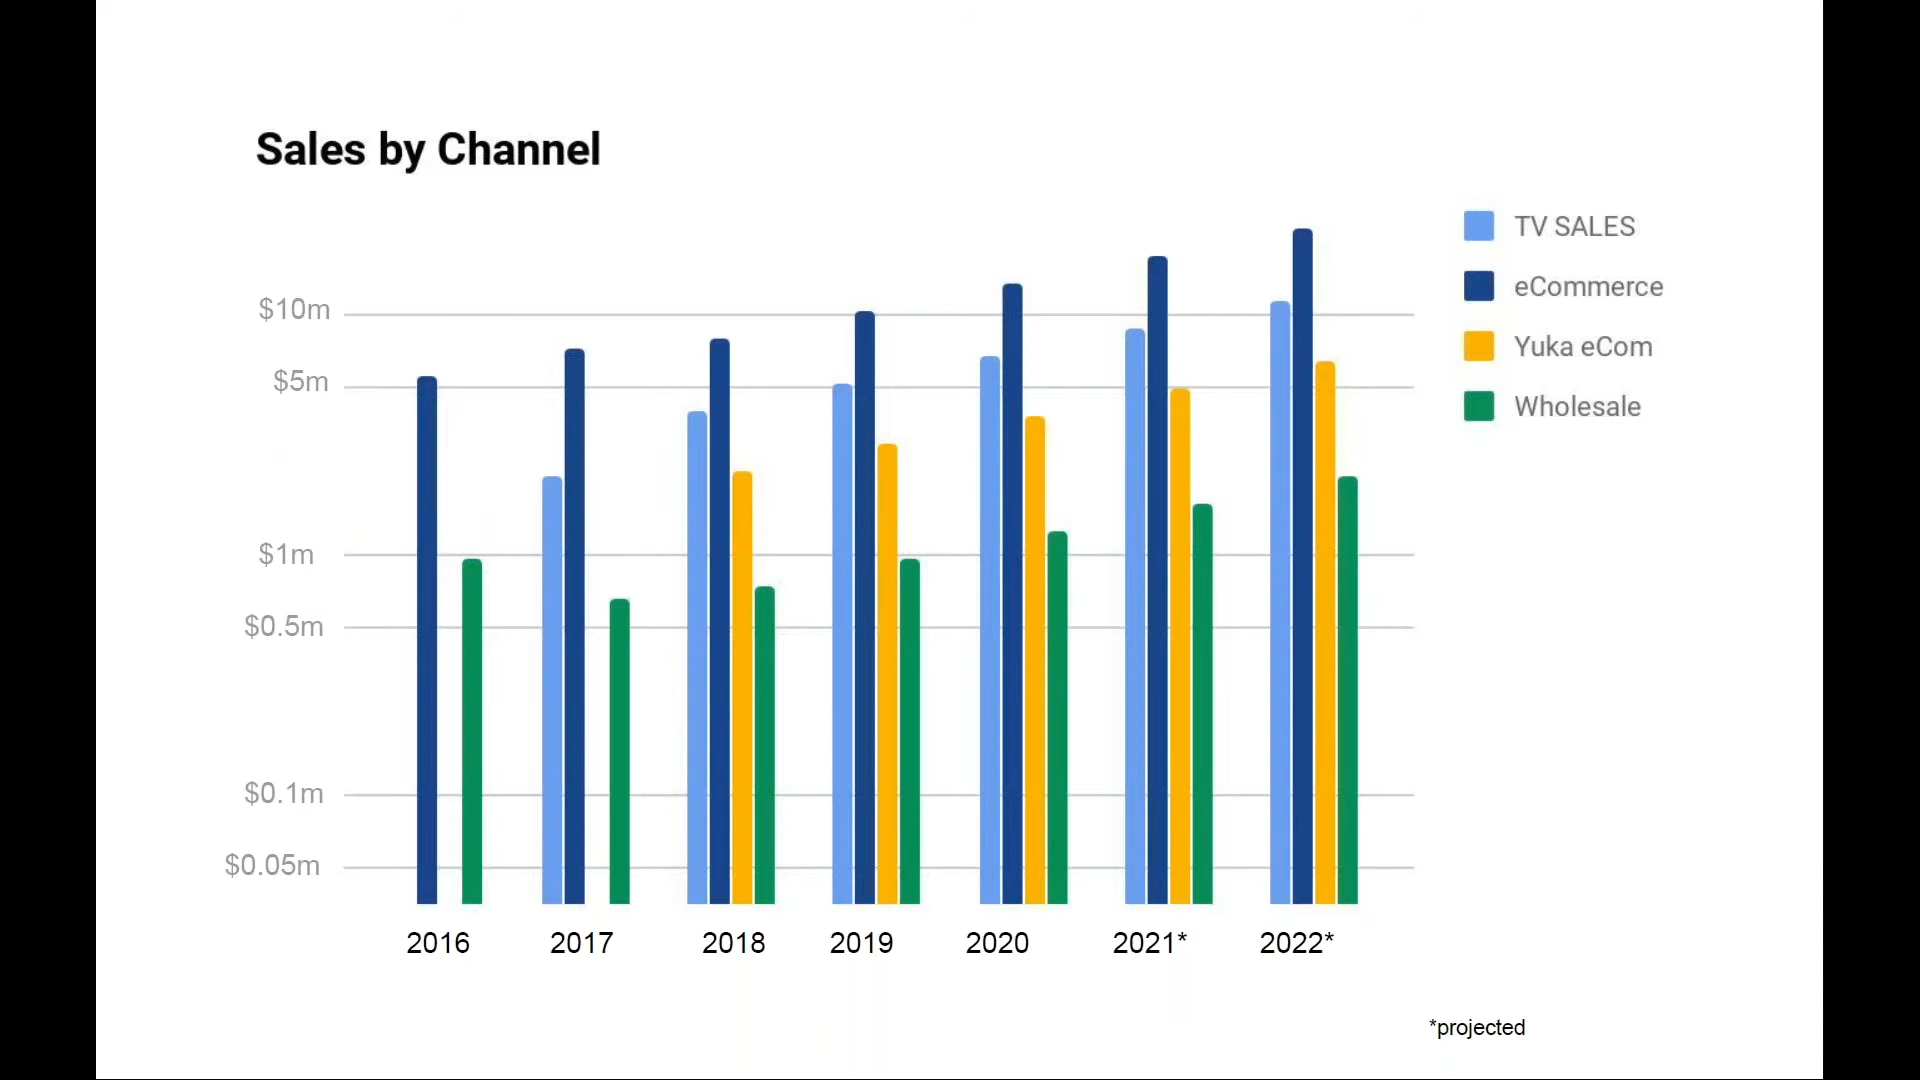 Sales by Channel
TV SALES
eCommerce
Yuka eCom
Wholesale
$10m
$5m
$1m
$0.5m
$0.1m
$0.05m
2016 2017 2018 2019 2020 2021* 2022*
*projected